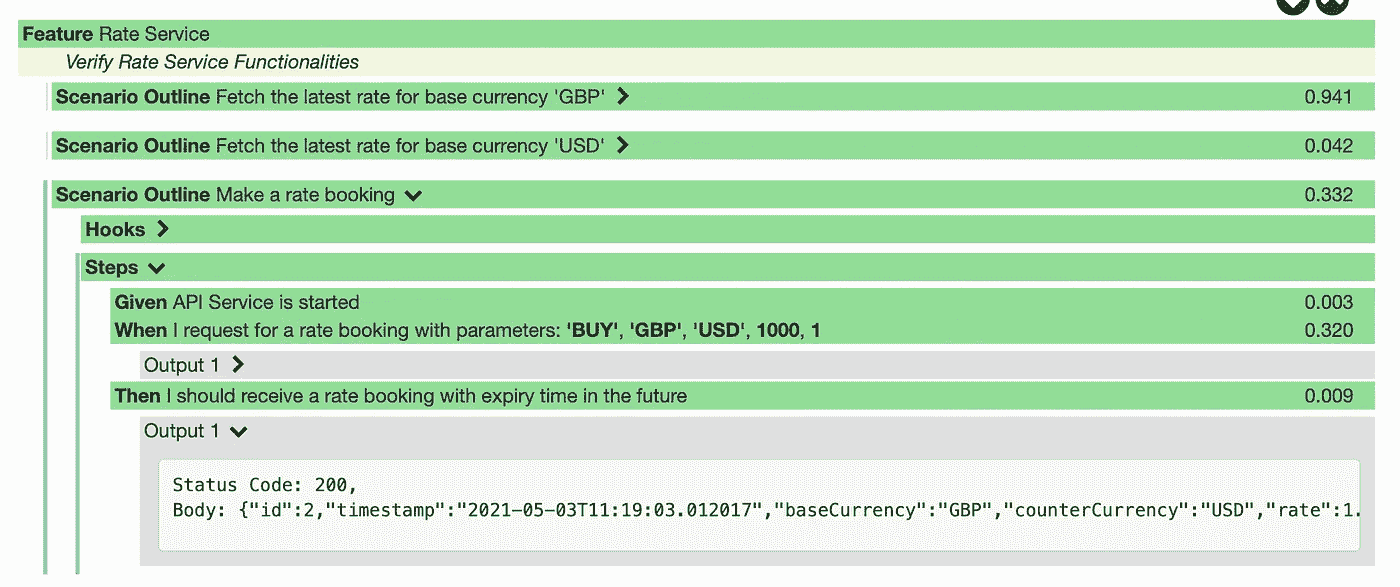 Feature Rate Service
Verify Rate Service Functionalities
Scenario Outline Fetch the latest rate for base currency 'GBP' 0.941
Scenario Outline Fetch the latest rate for base currency 'USD' 0.042
Scenario Outline Make a rate booking 0.332
Hooks
Steps
Given API Service is started 0.003
When I request for a rate booking with parameters: 'BUY', 'GBP', 'USD', 1000, 1 0.320
Output 1
Then I should receive a rate booking with expiry time in the future 0.009
Output 1
Status Code: 200,
Body: {"id":2,"timestamp":"2021-05-03T11:19:03.012017","baseCurrency":"GBP","counterCurrency":"USD","rate":1.